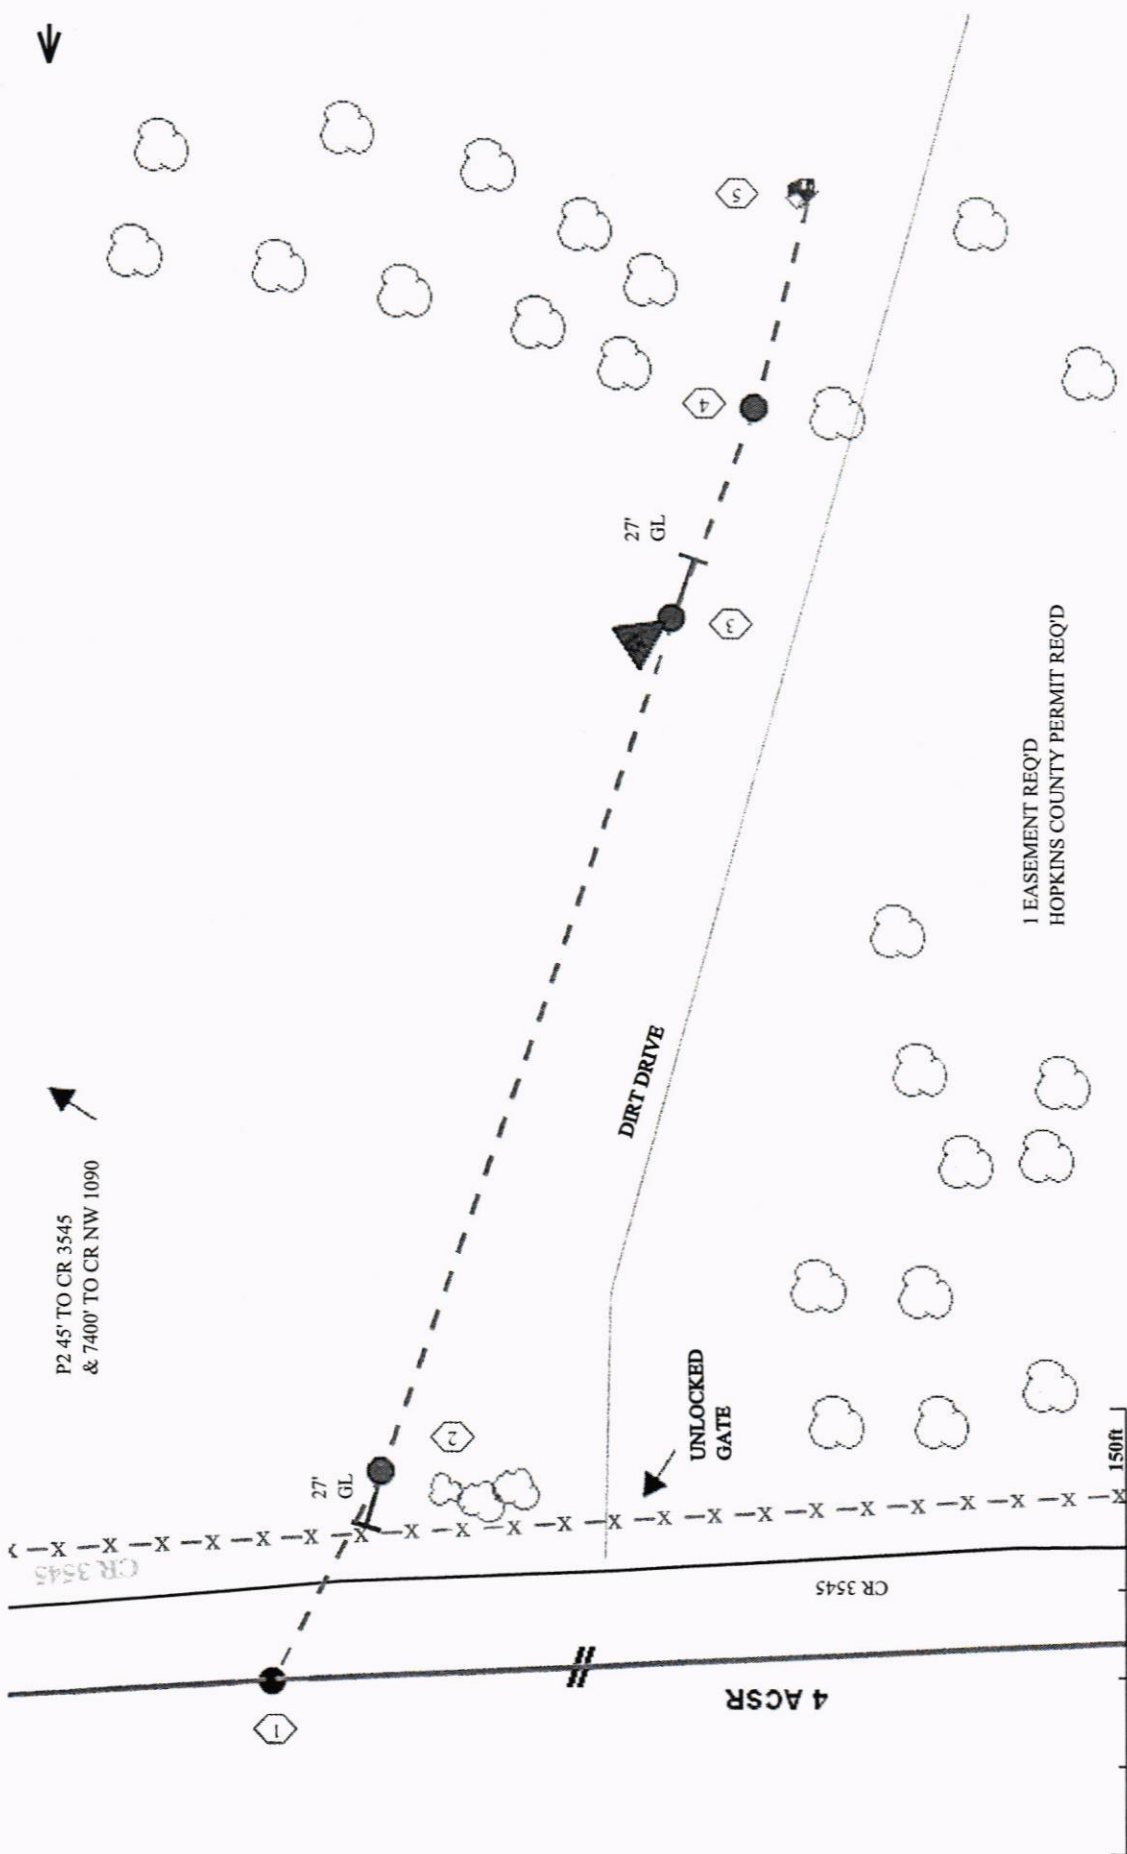 P2 45' TO CR 3545
& 7400' TO CR NW 1090
27'
GL
27'
GL
1
2
3
4
5
DIRT DRIVE
UNLOCKED
GATE
1 EASEMENT REQ'D
HOPKINS COUNTY PERMIT REQ'D
CR 3545
CR 3545
4 ACSR
150ft
X X X X X X X X X X X X X X X X X X X X X X X